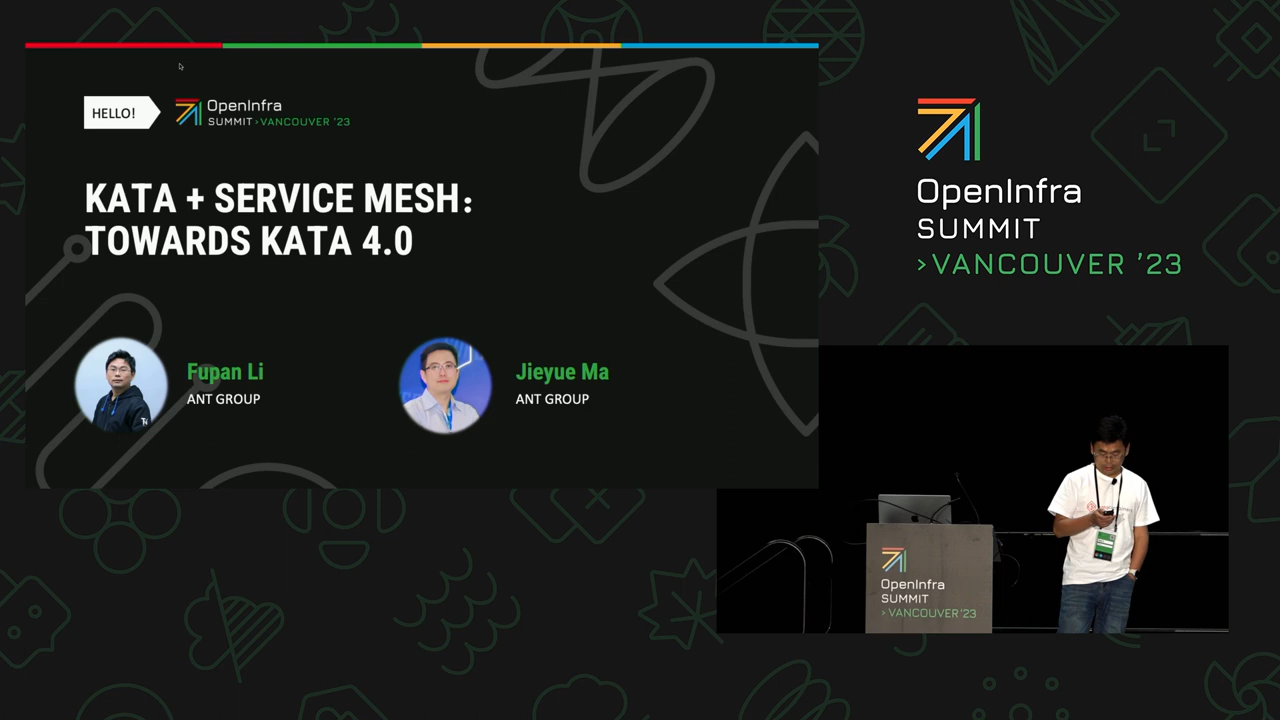 HELLO!
OpenInfra
SUMMIT›VANCOUVER '23
KATA + SERVICE MESH:
TOWARDS KATA 4.0
Fupan Li
ANT GROUP
Jieyue Ma
ANT GROUP
OpenInfra
SUMMIT
›VANCOUVER '23
OpenInfra
SUMMIT
›VANCOUVER '23